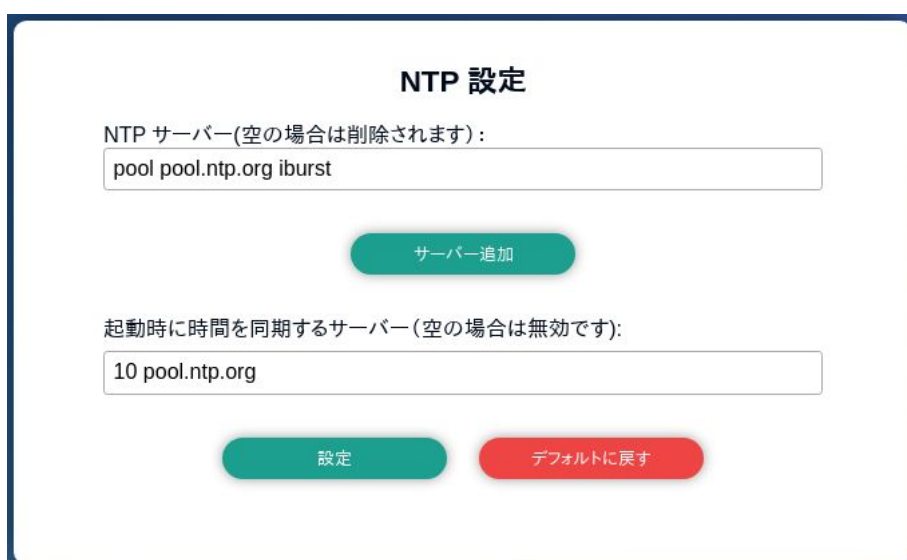 NTP 設定
NTP サーバー(空の場合は削除されます）:
pool pool.ntp.org iburst
サーバー追加
起動時に時間を同期するサーバー（空の場合は無効です):
10 pool.ntp.org
設定
デフォルトに戻す